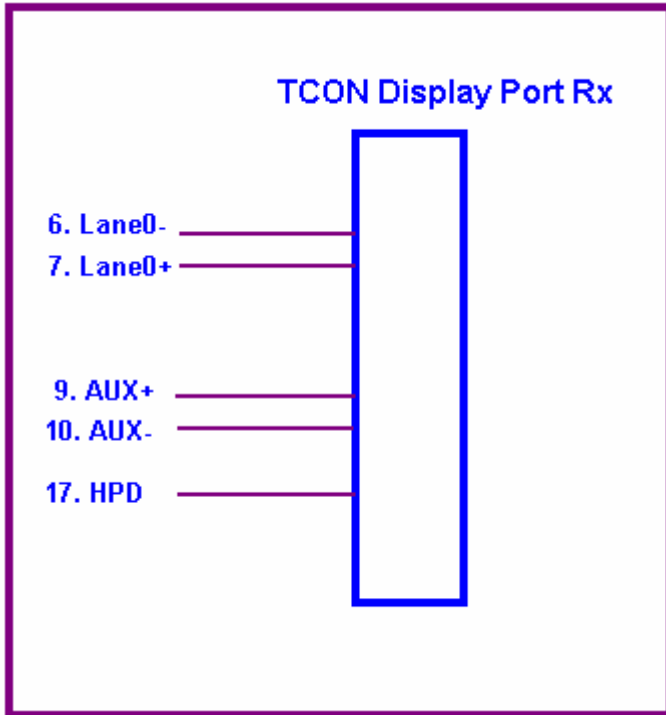 TCON Display Port Rx
6. Lane0-
7. Lane0+
9. AUX+
10. AUX-
17. HPD